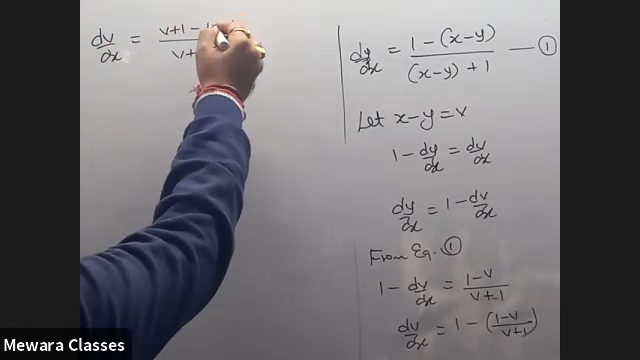 dv/dx = v+1-1
v+
dy/dx = 1-(x-y)/(x-y)+1 — ①
Let x-y=v
1-dy/dx = dv/dx
dy/dx = 1-dv/dx
From Eq. ①
1-dv/dx = 1-v/v+1
dv/dx = 1-(1-v/v+1)
Mewara Classes